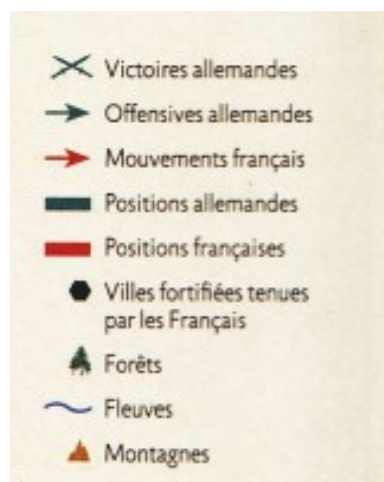 Victoires allemandes
Offensives allemandes
Mouvements français
Positions allemandes
Positions françaises
Villes fortifiées tenues
par les Français
Forêts
Fleuves
Montagnes